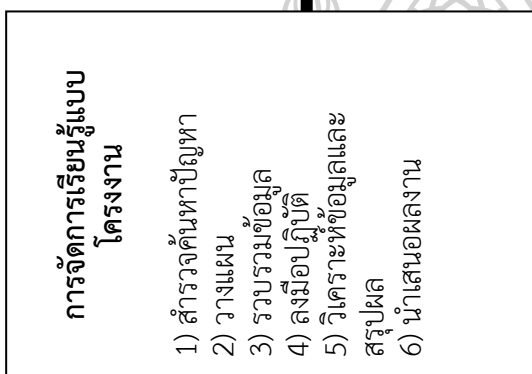 การจัดการเรียนรู้แบบ
โครงงาน
1) สำรวจค้นหาปัญหา
2) วางแผน
3) รวบรวมข้อมูล
4) ลงมือปฏิบัติ
5) วิเคราะห์ข้อมูลและ
สรุปผล
6) นำเสนอผลงาน